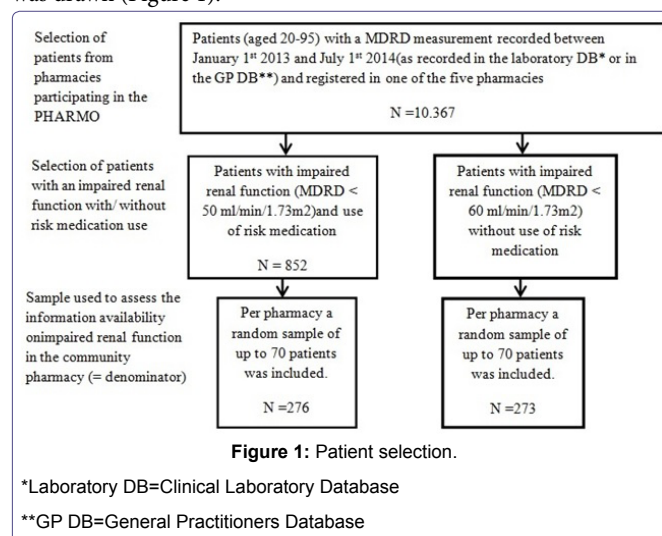 was drawn (Figure 1).
Selection of
patients from
pharmacies
participating in the
PHARMO
Patients (aged 20-95) with a MDRD measurement recorded between
January 1st 2013 and July 1st 2014(as recorded in the laboratory DB* or in
the GP DB**) and registered in one of the five pharmacies
N =10.367
Selection of patients
with an impaired renal
function with/ without
risk medication use
Patients with impaired
renal function (MDRD <
50 ml/min/1.73m2)and use
of risk medication
N = 852
Patients with impaired
renal function (MDRD <
60 ml/min/1.73m2)
without use of risk
medication
Sample used to assess the
information availability
onimpaired renal function
in the community
pharmacy (= denominator)
Per pharmacy a
random sample of
up to 70 patients
was included.
N =276
Per pharmacy a
random sample of
up to 70 patients
was included.
N =273
Figure 1: Patient selection.
*Laboratory DB=Clinical Laboratory Database
**GP DB=General Practitioners Database